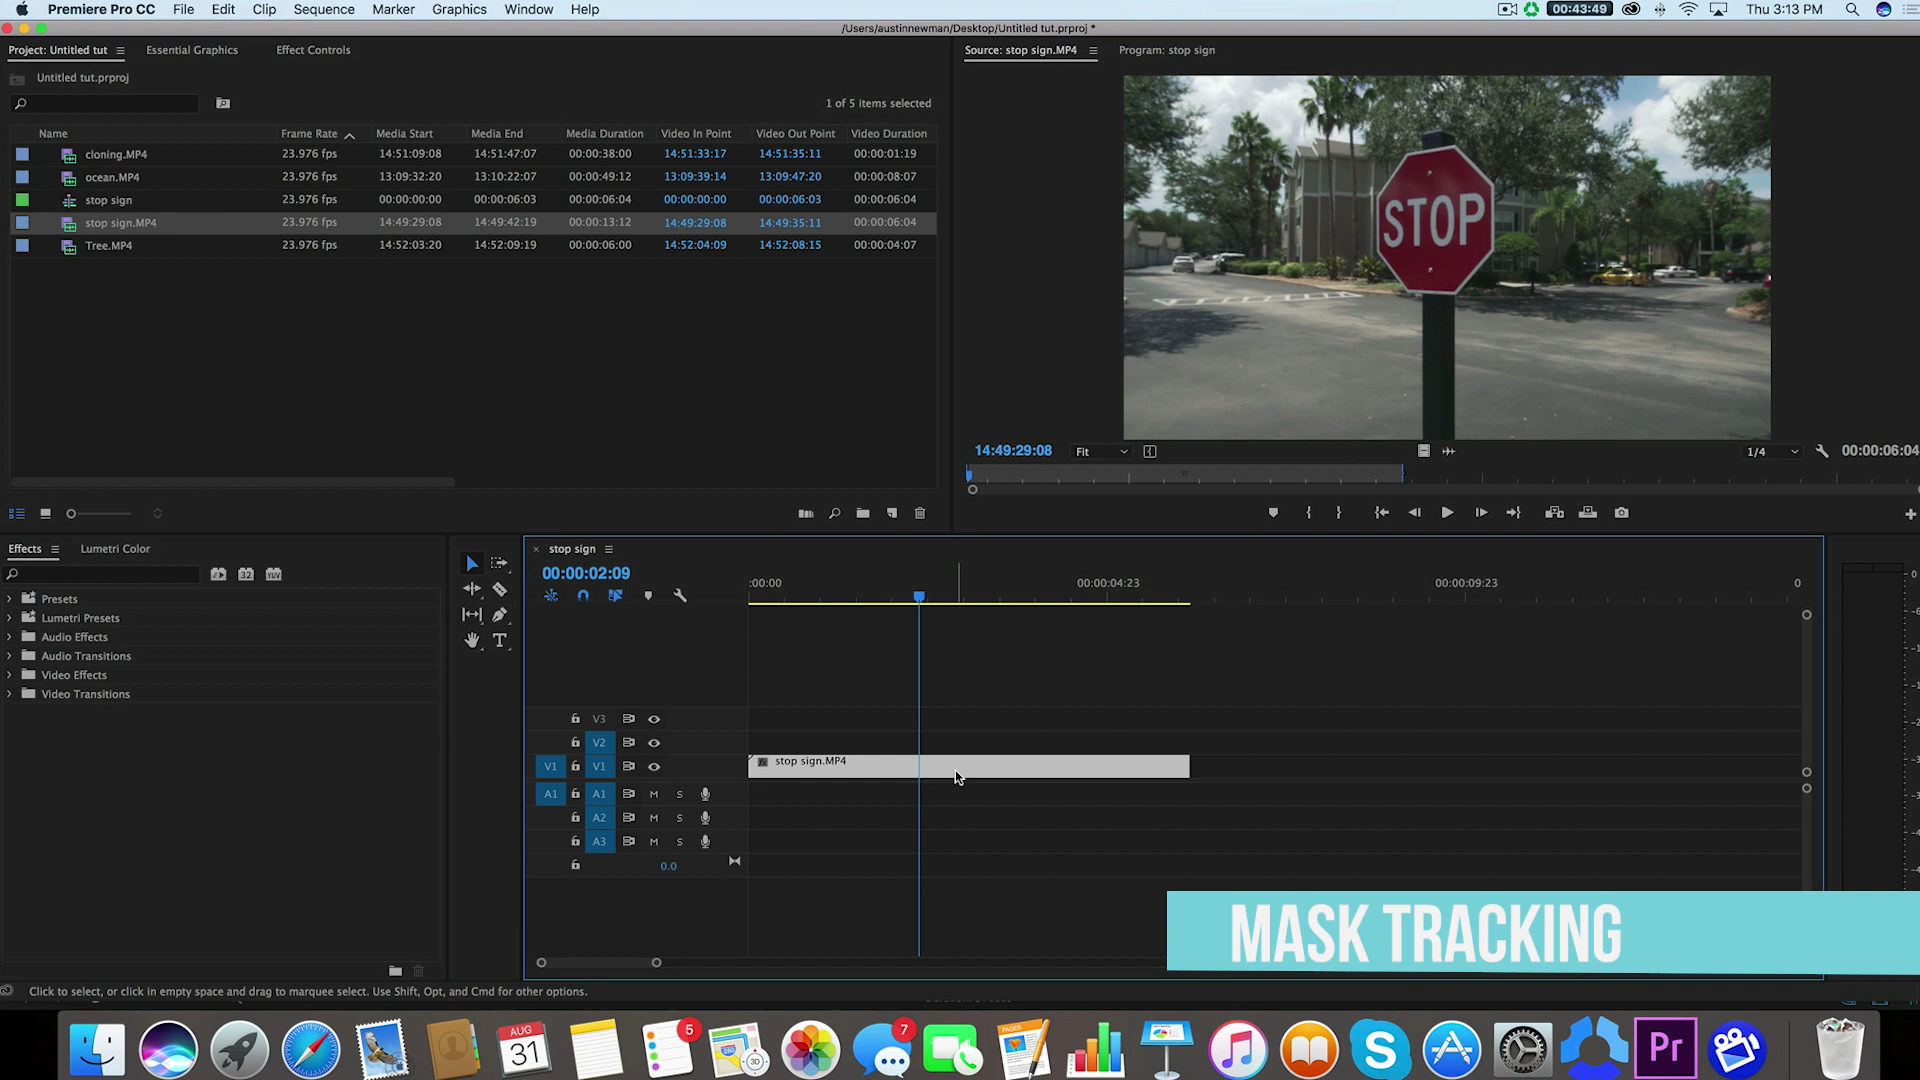 Premiere Pro CC File Edit Clip Sequence Marker Graphics Window Help 00:43:49 Thu 3:13 PM
/Users/austinnewman/Desktop/Untitled tut.prproj *
Project: Untitled tut Essential Graphics Effect Controls
Untitled tut.prproj
1 of 5 items selected
Name Frame Rate Media Start Media End Media Duration Video In Point Video Out Point Video Duration
cloning.MP4 23.976 fps 14:51:09:08 14:51:47:07 00:00:38:00 14:51:33:17 14:51:35:11 00:00:01:19
ocean.MP4 23.976 fps 13:09:32:20 13:10:22:07 00:00:49:12 13:09:39:14 13:09:47:20 00:00:08:07
stop sign 23.976 fps 00:00:00:00 00:00:06:03 00:00:06:04 00:00:00:00 00:00:06:03 00:00:06:04
stop sign.MP4 23.976 fps 14:49:29:08 14:49:42:19 00:00:13:12 14:49:29:08 14:49:35:11 00:00:06:04
Tree.MP4 23.976 fps 14:52:03:20 14:52:09:19 00:00:06:00 14:52:04:09 14:52:08:15 00:00:04:07
Source: stop sign.MP4 Program: stop sign
STOP
14:49:29:08 Fit 1/4 00:00:06:04
Effects Lumetri Color
32 YUV
Presets
Lumetri Presets
Audio Effects
Audio Transitions
Video Effects
Video Transitions
T
stop sign
00:00:02:09
:00:00 00:00:04:23 00:00:09:23 0
V3
V2
V1 V1 fx stop sign.MP4
A1 A1 M S
A2 M S
A3 M S
0.0
MASK TRACKING
Click to select, or click in empty space and drag to marquee select. Use Shift, Opt, and Cmd for other options.
AUG
31
5
3D
7
PAGES
S
Pr